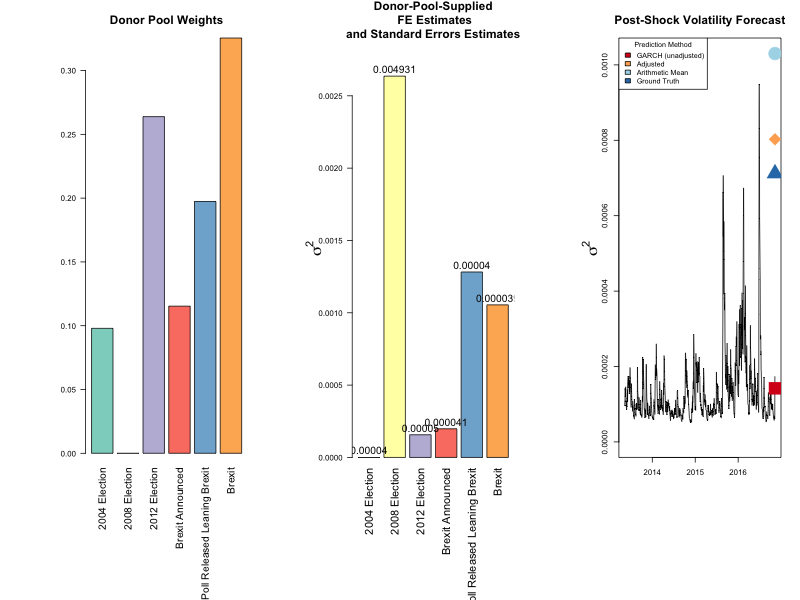 Donor Pool Weights
0.30
0.25
0.20
0.15
0.10
0.05
0.00
2004 Election
2008 Election
2012 Election
Brexit Announced
Poll Released Leaning Brexit
Brexit
Donor-Pool-Supplied
FE Estimates
and Standard Errors Estimates
σ2
0.0025
0.0020
0.0015
0.0010
0.0005
0.0000
0.00004
0.004931
0.00005
0.000041
0.00004
0.000039
2004 Election
2008 Election
2012 Election
Brexit Announced
oll Released Leaning Brexit
Brexit
Post-Shock Volatility Forecast
Prediction Method
GARCH (unadjusted)
Adjusted
Arithmetic Mean
Ground Truth
σ2
0.0010
0.0008
0.0006
0.0004
0.0002
0.0000
2014
2015
2016